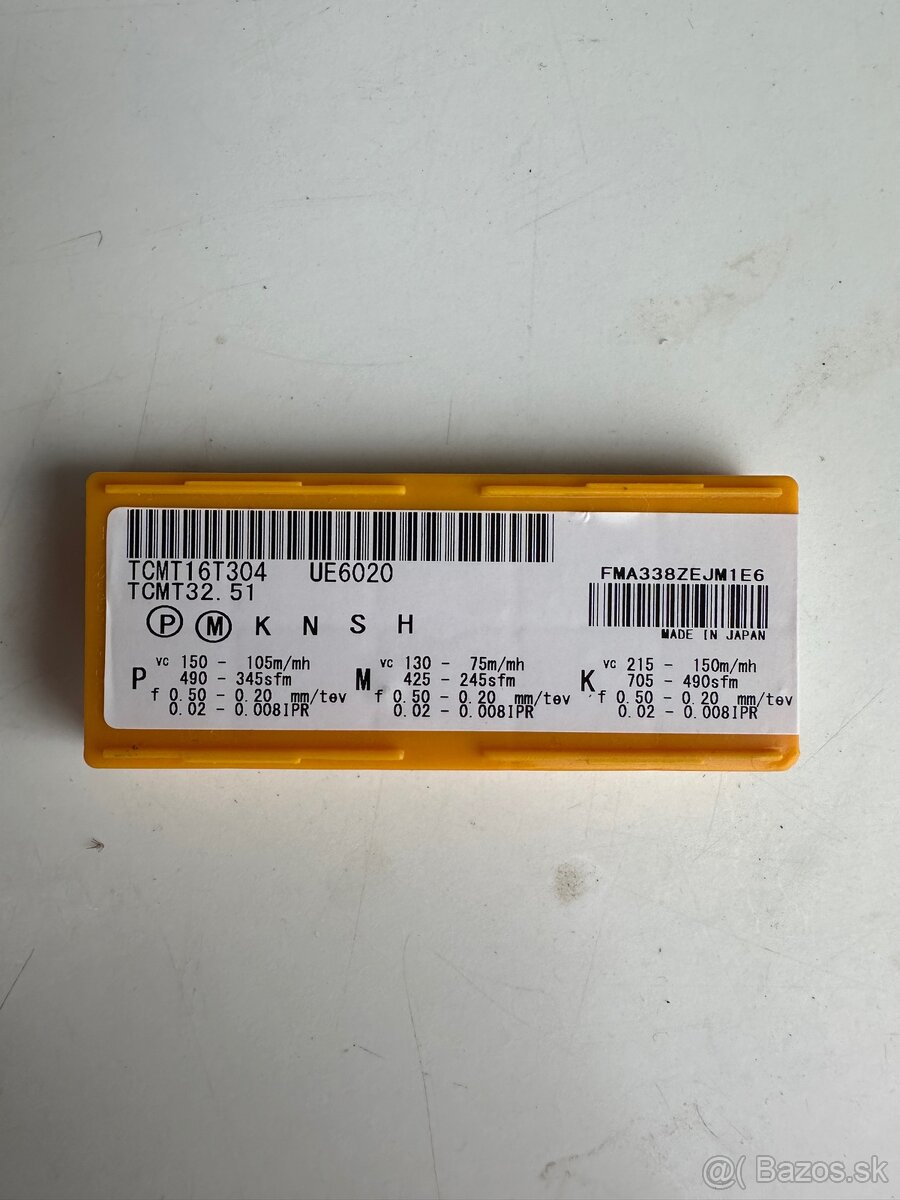 TCMT16T304 UE6020
TCMT32.51
FMA338ZEJM1E6
MADE IN JAPAN
P M K N S H
P vc 150 - 105m/mh
490 - 345sfm
f 0.50 - 0.20 mm/tev
0.02 - 0.008IPR
M vc 130 - 75m/mh
425 - 245sfm
f 0.50 - 0.20 mm/tev
0.02 - 0.008IPR
K vc 215 - 150m/mh
705 - 490sfm
f 0.50 - 0.20 mm/tev
0.02 - 0.008IPR
@( Bazos.sk